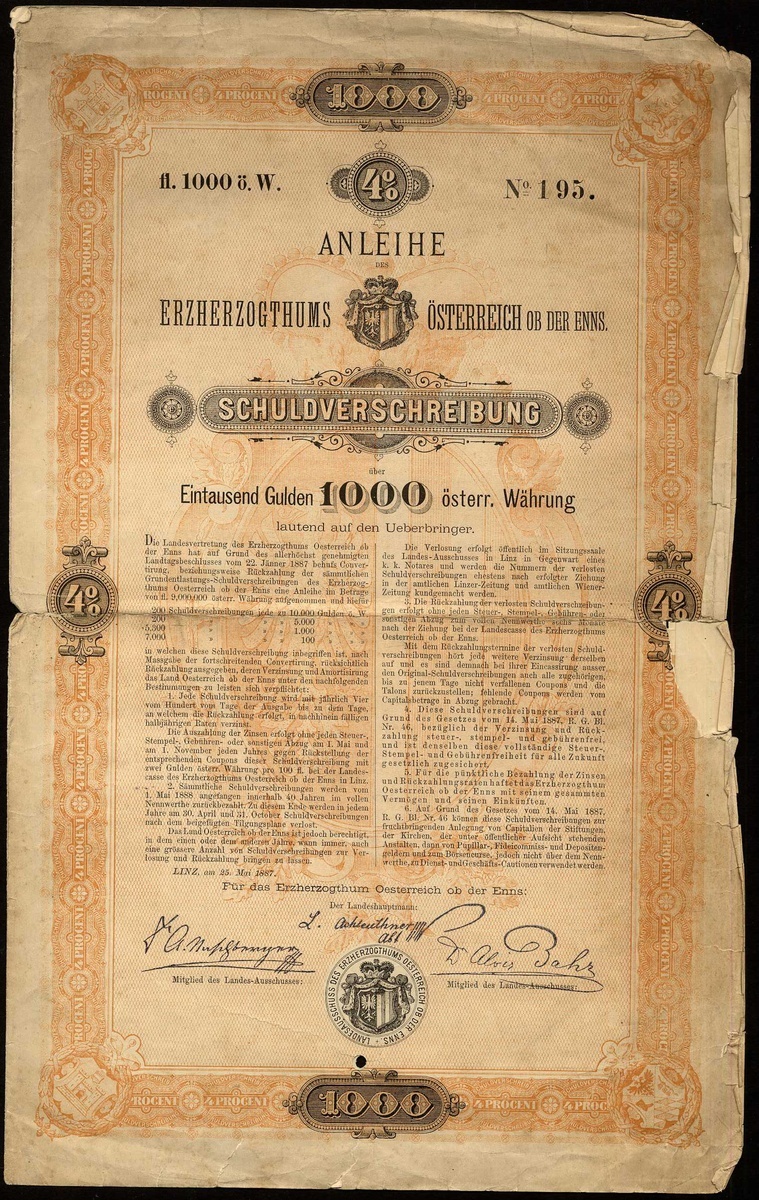 1000
fl. 1000 ö. W.
4%
No. 195.
ANLEIHE
DES
ERZHERZOGTHUMS ÖSTERREICH OB DER ENNS.
SCHULDVERSCHREIBUNG
über
Eintausend Gulden 1000 österr. Währung
lautend auf den Ueberbringer.
Die Landesvertretung des Erzherzogthums Oesterreich ob
der Enns hat auf Grund des allerhöchst genehmigten
Landtagsbeschlusses vom 22. Jänner 1887 behufs Conver-
tirung, beziehungsweise Rückzahlung der sämmtlichen
Grundentlastungs-Schuldverschreibungen des Erzherzog-
thums Oesterreich ob der Enns eine Anleihe im Betrage
von fl. 9,000.000 österr. Währung aufgenommen und hiefür
200 Schuldverschreibungen jede zu 10.000 Gulden ö. W.
200 " " " 5.000 " "
5.300 " " " 1.000 " "
7.000 " " " 100 " "
in welchen diese Schuldverschreibung inbegriffen ist, nach
Massgabe der fortschreitenden Convertirung, rücksichtlich
Rückzahlung ausgegeben, deren Verzinsung und Amortisirung
das Land Oesterreich ob der Enns unter den nachfolgenden
Bestimmungen zu leisten sich verpflichtet:
1. Jede Schuldverschreibung wird mit jährlich Vier
vom Hundert vom Tage der Ausgabe bis zu dem Tage,
an welchem die Rückzahlung erfolgt, in nachhinein fälligen
halbjährigen Raten verzinst.
Die Auszahlung der Zinsen erfolgt ohne jeden Steuer-
Stempel-, Gebühren- oder sonstigen Abzug am 1. Mai und
am 1. November jeden Jahres gegen Rückstellung der
entsprechenden Coupons dieser Schuldverschreibung mit
zwei Gulden österr. Währung pro 100 fl. bei der Landes-
casse des Erzherzogthums Oesterreich ob der Enns in Linz.
2. Sämmtliche Schuldverschreibungen werden vom
1. Mai 1888 angefangen innerhalb 40 Jahren im vollen
Nennwerthe zurückbezahlt. Zu diesem Ende werden in jedem
Jahre am 30. April und 31. October Schuldverschreibungen
nach dem beigefügten Tilgungsplane verlost.
Das Land Oesterreich ob der Enns ist jedoch berechtigt,
in dem einen oder dem anderen Jahre, wann immer, auch
eine grössere Anzahl von Schuldverschreibungen zur Ver-
losung und Rückzahlung bringen zu lassen.
LINZ, am 25. Mai 1887.
Die Verlosung erfolgt öffentlich im Sitzungssaale
des Landes-Ausschusses in Linz in Gegenwart eines
k. k. Notares und werden die Nummern der verlosten
Schuldverschreibungen ehestens nach erfolgter Ziehung
in der amtlichen Linzer-Zeitung und amtlichen Wiener-
Zeitung kundgemacht werden.
3. Die Rückzahlung der verlosten Schuldverschreibun-
gen erfolgt ohne jeden Steuer-, Stempel-, Gebühren- oder
sonstigen Abzug zum vollen Nennwerthe sechs Monate
nach der Ziehung bei der Landescasse des Erzherzogthums
Oesterreich ob der Enns.
Mit dem Rückzahlungstermine der verlosten Schuld-
verschreibungen hört jede weitere Verzinsung derselben
auf und es sind demnach bei ihrer Einscassirung ausser
den Original-Schuldverschreibungen auch alle zugehörigen,
bis zu jenem Tage nicht verfallenen Coupons und die
Talons zurückzustellen; fehlende Coupons werden vom
Capitalsbetrage in Abzug gebracht.
4. Diese Schuldverschreibungen sind auf
Grund des Gesetzes vom 14. Mai 1887, R. G. Bl.
Nr. 46, bezüglich der Verzinsung und Rück-
zahlung steuer-, stempel- und gebührenfrei,
und ist denselben diese vollständige Steuer-
Stempel- und Gebührenfreiheit für alle Zukunft
gesetzlich zugesichert.
5. Für die pünktliche Bezahlung der Zinsen
und Rückzahlungsraten haftet das Erzherzogthum
Oesterreich ob der Enns mit seinem gesammten
Vermögen und seinen Einkünften.
6. Auf Grund des Gesetzes vom 14. Mai 1887,
R. G. Bl. Nr. 46 können diese Schuldverschreibungen zur
fruchtbringenden Anlegung von Capitalien der Stiftungen,
der Kirchen, der unter öffentlicher Aufsicht stehenden
Anstalten, dann von Pupillar-, Fideicommiss- und Depositen-
geldern und zum Börsencurse, jedoch nicht über dem Nenn-
werthe, zu Dienst- und Geschäfts-Cautionen verwendet werden.
Für das Erzherzogthum Oesterreich ob der Enns:
Der Landeshauptmann:
L. Achleuthner
Abt
Dr Alois Bahr
Mitglied des Landes-Ausschusses:
Mitglied des Landes-Ausschusses:
LANDESAUSSCHUSS DES ERZHERZOGTHUMS OESTERREICH OB DER ENNS
4%
4%
1000
4 PROCENT